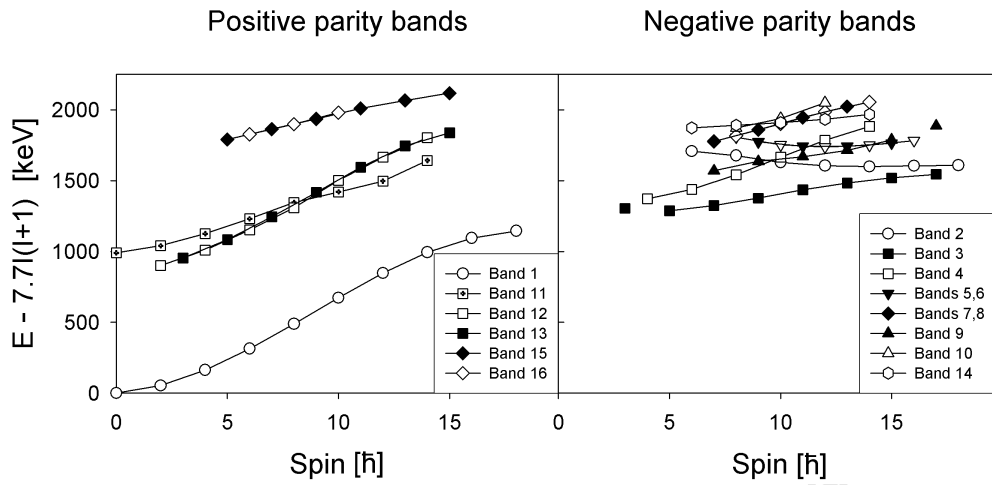 Positive parity bands
Negative parity bands
E - 7.7I(I+1) [keV]
2000
1500
1000
500
0
Band 1
Band 11
Band 12
Band 13
Band 15
Band 16
0 5 10 15
Spin [ħ]
Band 2
Band 3
Band 4
Bands 5,6
Bands 7,8
Band 9
Band 10
Band 14
0 5 10 15
Spin [ħ]